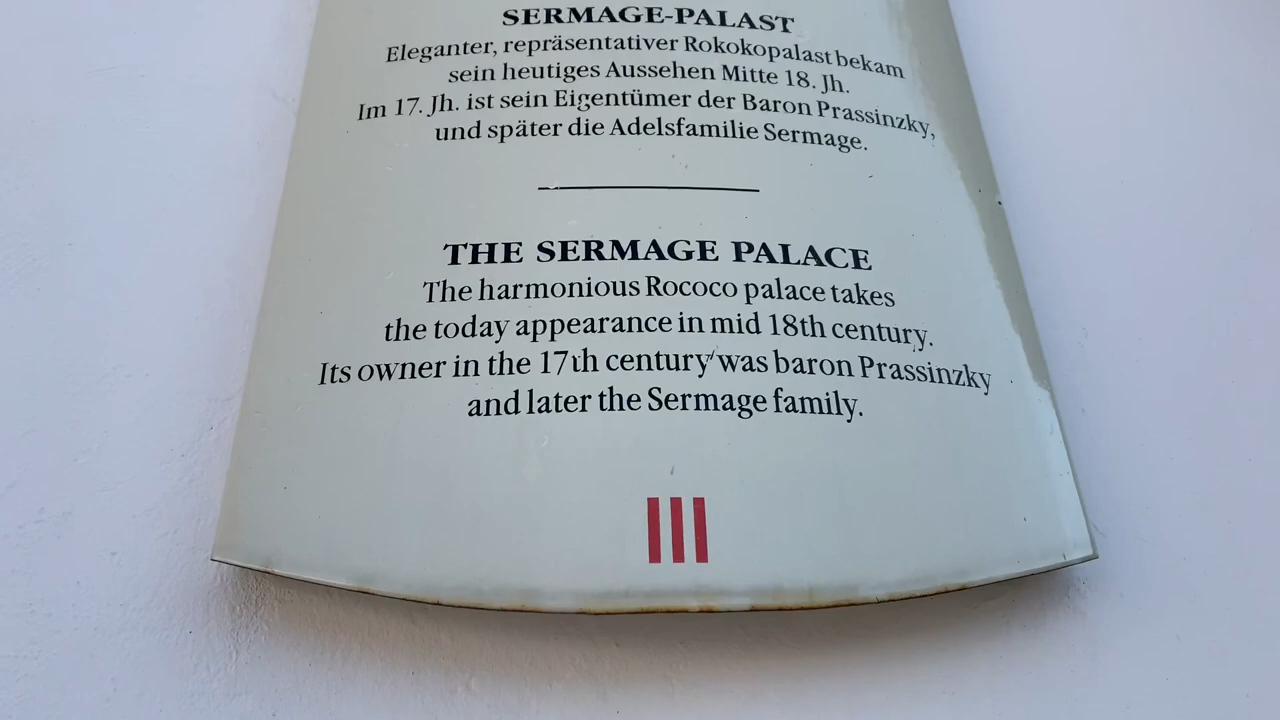 SERMAGE-PALAST
Eleganter, repräsentativer Rokokopalast bekam
sein heutiges Aussehen Mitte 18. Jh.
Im 17. Jh. ist sein Eigentümer der Baron Prassinzky,
und später die Adelsfamilie Sermage.
THE SERMAGE PALACE
The harmonious Rococo palace takes
the today appearance in mid 18th century.
Its owner in the 17th century was baron Prassinzky
and later the Sermage family.